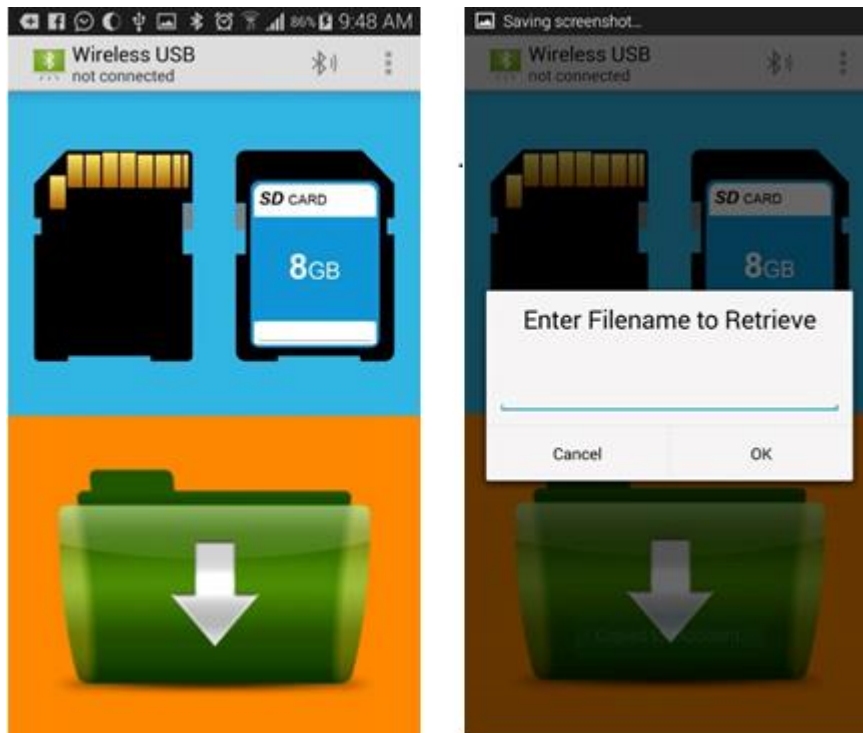 86% 9:48 AM
Wireless USB
not connected
SD CARD
8GB
Saving screenshot...
Wireless USB
not connected
SD CARD
8GB
Enter Filename to Retrieve
Cancel
OK